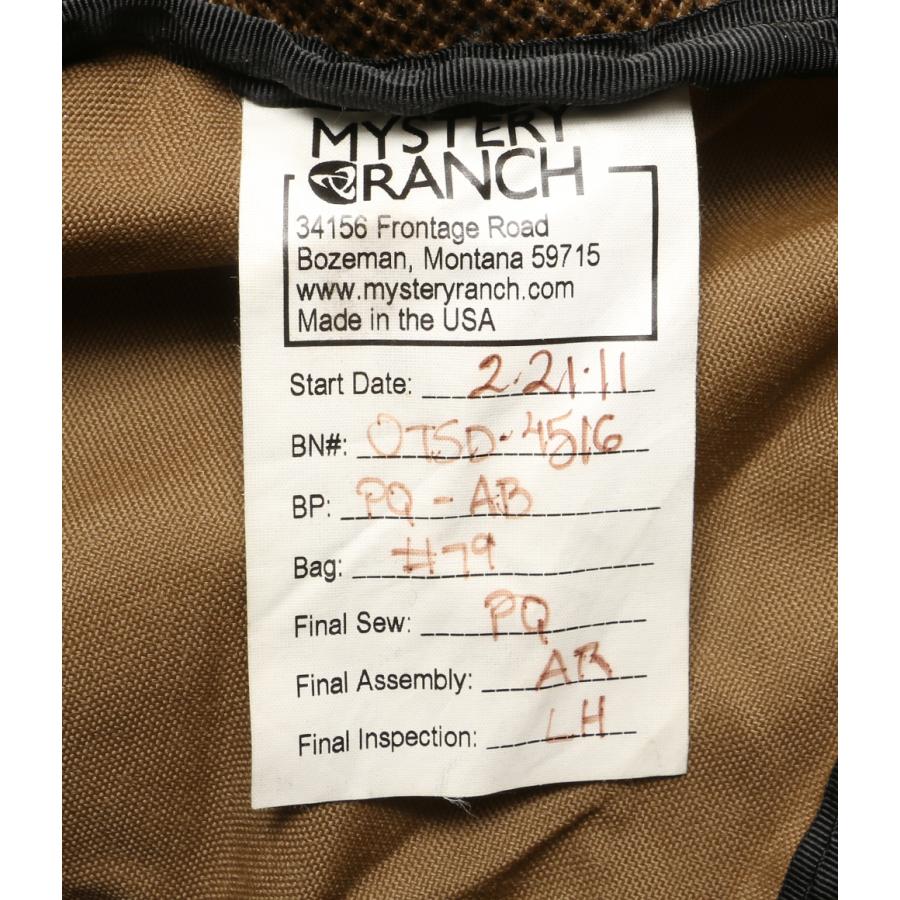 MYSTERY
RANCH
34156 Frontage Road
Bozeman, Montana 59715
www.mysteryranch.com
Made in the USA
Start Date: 2.21.11
BN#: OTSD-4516
BP: PQ - AB
Bag: #79
Final Sew: PQ
Final Assembly: AR
Final Inspection: LH